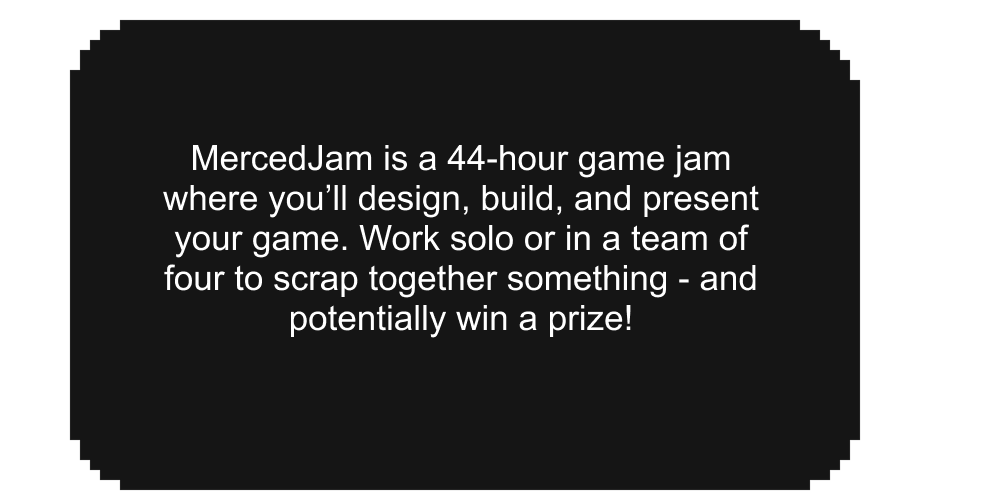 MercedJam is a 44-hour game jam
where you’ll design, build, and present
your game. Work solo or in a team of
four to scrap together something - and
potentially win a prize!